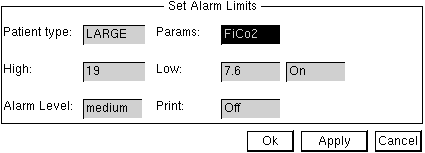 Set Alarm Limits
Patient type: LARGE Params: FiCo2
High: 19 Low: 7.6 On
Alarm Level: medium Print: Off
Ok Apply Cancel